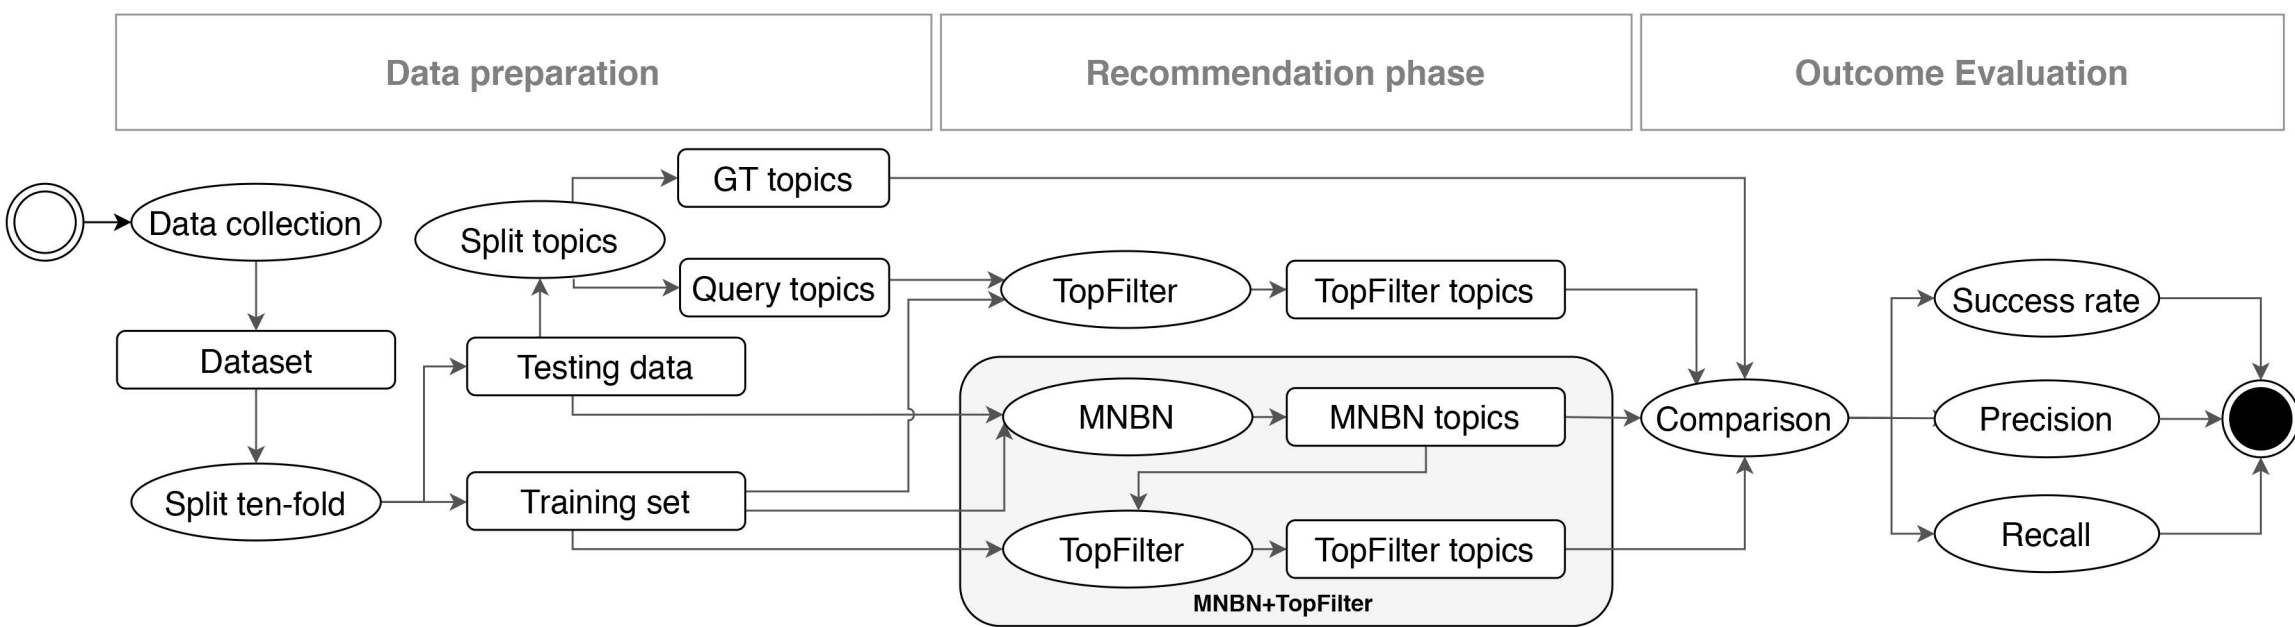 Data preparation
Recommendation phase
Outcome Evaluation
GT topics
Data collection
Split topics
Query topics
TopFilter
TopFilter topics
Success rate
Dataset
Testing data
MNBN
MNBN topics
Comparison
Precision
Split ten-fold
Training set
TopFilter
TopFilter topics
Recall
MNBN+TopFilter